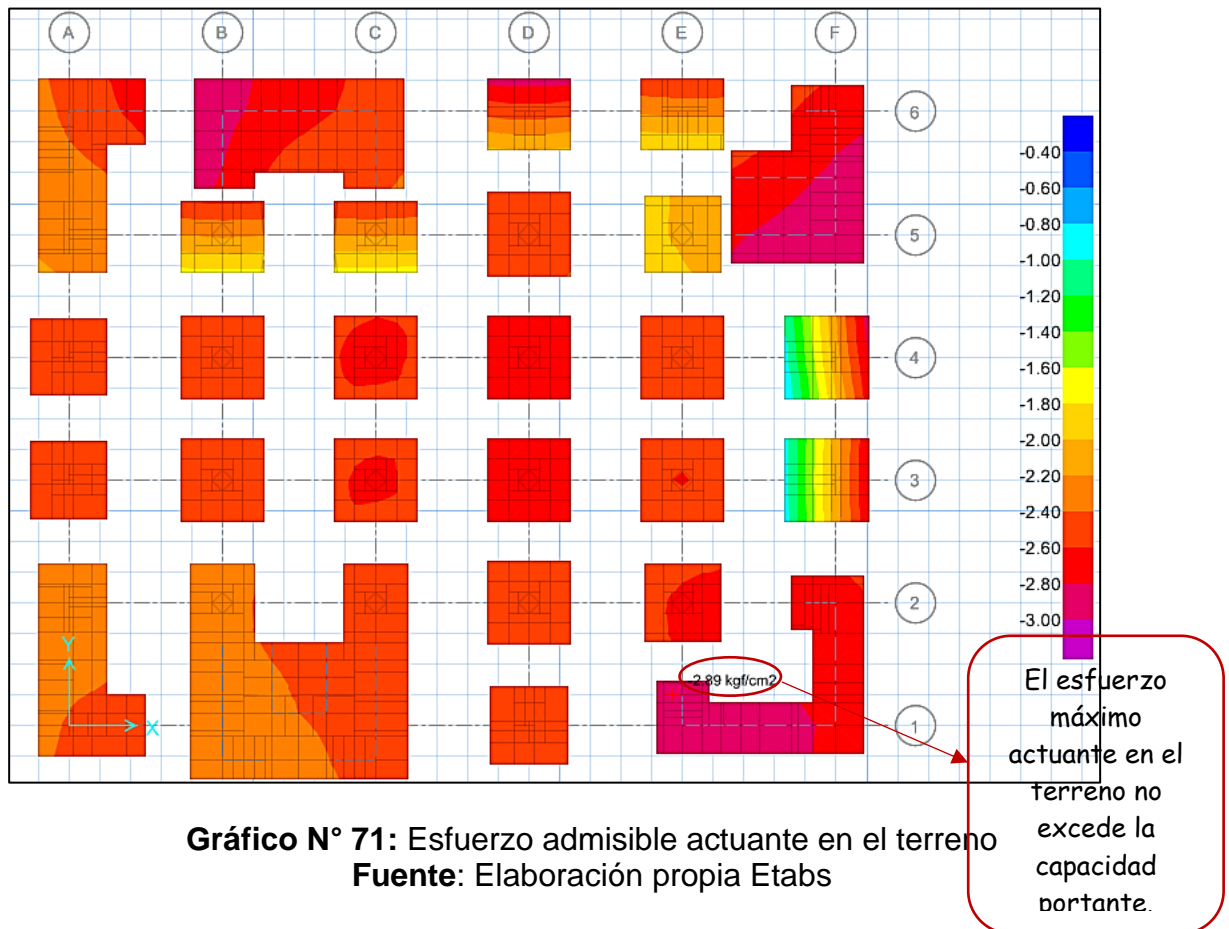 A B C D E F
6
5
4
3
2
1
-0.40
-0.60
-0.80
-1.00
-1.20
-1.40
-1.60
-1.80
-2.00
-2.20
-2.40
-2.60
-2.80
-3.00
Y
X
-2.89 kgf/cm2
El esfuerzo
máximo
actuante en el
terreno no
excede la
capacidad
portante.
Gráfico N° 71: Esfuerzo admisible actuante en el terreno
Fuente: Elaboración propia Etabs